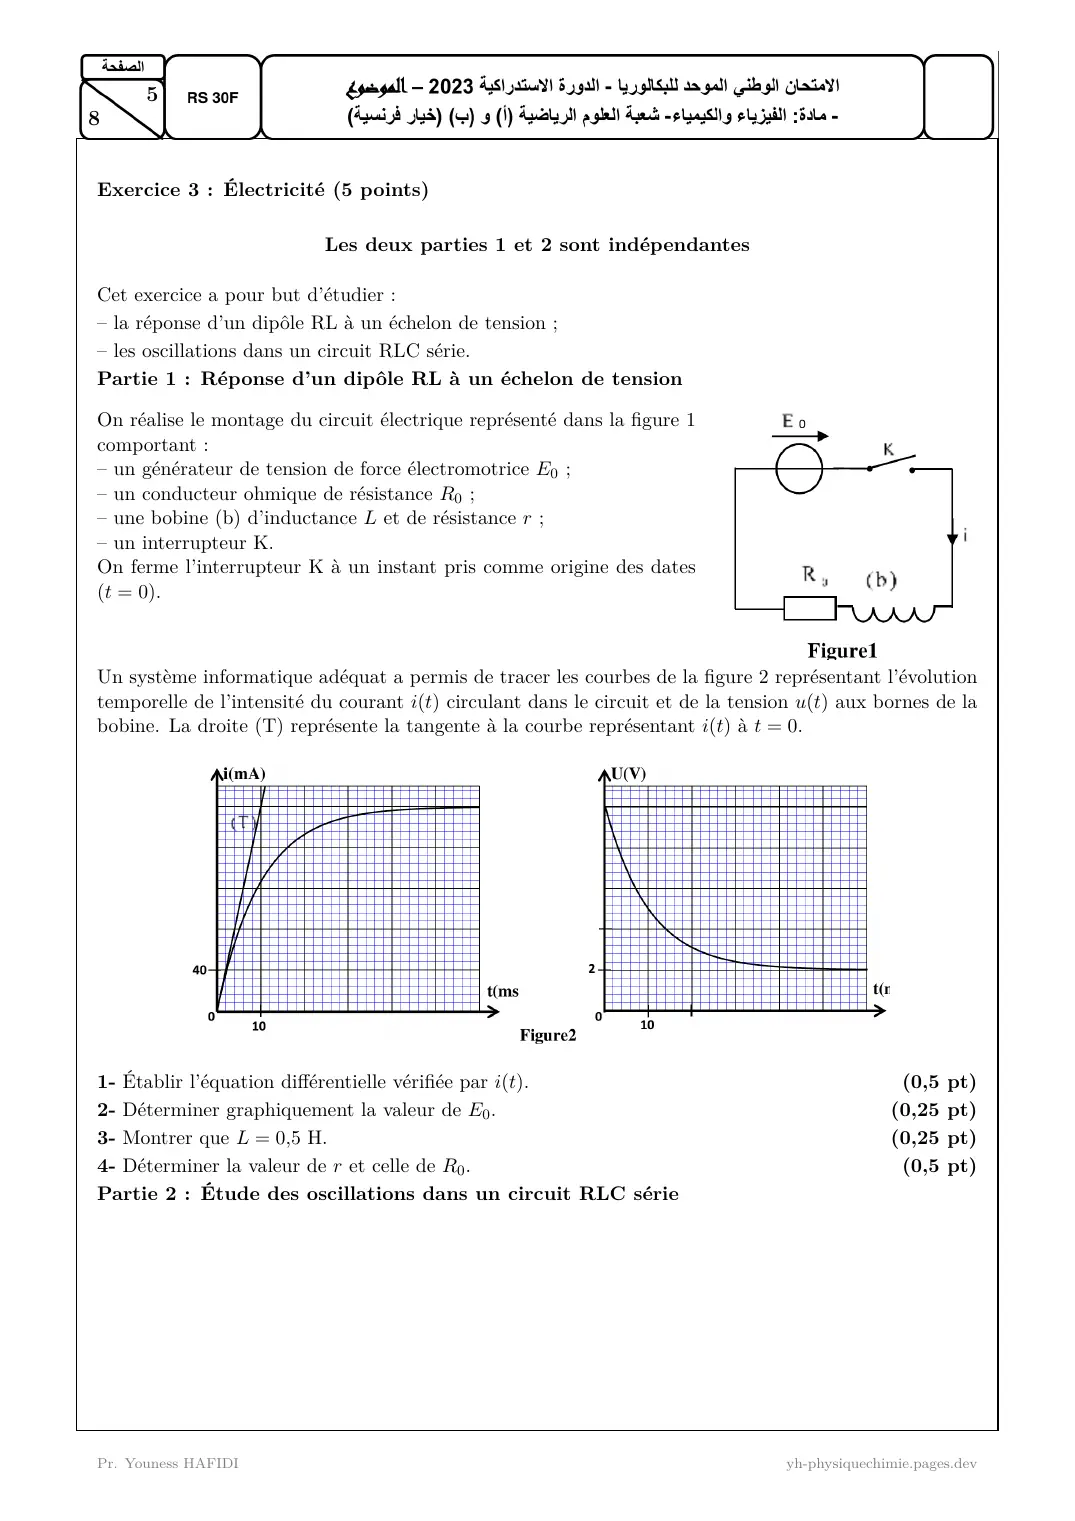 الصفحة
5
8
RS 30F
الامتحان الوطني الموحد للبكالوريا - الدورة الاستدراكية 2023 – الموضوع
- مادة: الفيزياء والكيمياء- شعبة العلوم الرياضية (أ) و (ب) (خيار فرنسية)
Exercice 3 : Électricité (5 points)
Les deux parties 1 et 2 sont indépendantes
Cet exercice a pour but d'étudier :
– la réponse d'un dipôle RL à un échelon de tension ;
– les oscillations dans un circuit RLC série.
Partie 1 : Réponse d'un dipôle RL à un échelon de tension
On réalise le montage du circuit électrique représenté dans la figure 1
comportant :
– un générateur de tension de force électromotrice E₀ ;
– un conducteur ohmique de résistance R₀ ;
– une bobine (b) d'inductance L et de résistance r ;
– un interrupteur K.
On ferme l'interrupteur K à un instant pris comme origine des dates
(t = 0).
E₀
K
i
R₀
(b)
Figure1
Un système informatique adéquat a permis de tracer les courbes de la figure 2 représentant l'évolution
temporelle de l'intensité du courant i(t) circulant dans le circuit et de la tension u(t) aux bornes de la
bobine. La droite (T) représente la tangente à la courbe représentant i(t) à t = 0.
i(mA)
(T)
40
0
10
t(ms
U(V)
2
0
10
t(r
Figure2
1- Établir l'équation différentielle vérifiée par i(t). (0,5 pt)
2- Déterminer graphiquement la valeur de E₀. (0,25 pt)
3- Montrer que L = 0,5 H. (0,25 pt)
4- Déterminer la valeur de r et celle de R₀. (0,5 pt)
Partie 2 : Étude des oscillations dans un circuit RLC série
Pr. Youness HAFIDI
yh-physiquechimie.pages.dev